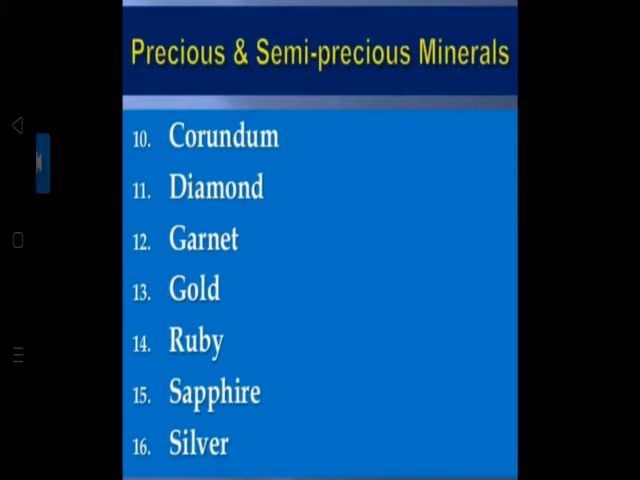 Precious & Semi-precious Minerals
10. Corundum
11. Diamond
12. Garnet
13. Gold
14. Ruby
15. Sapphire
16. Silver